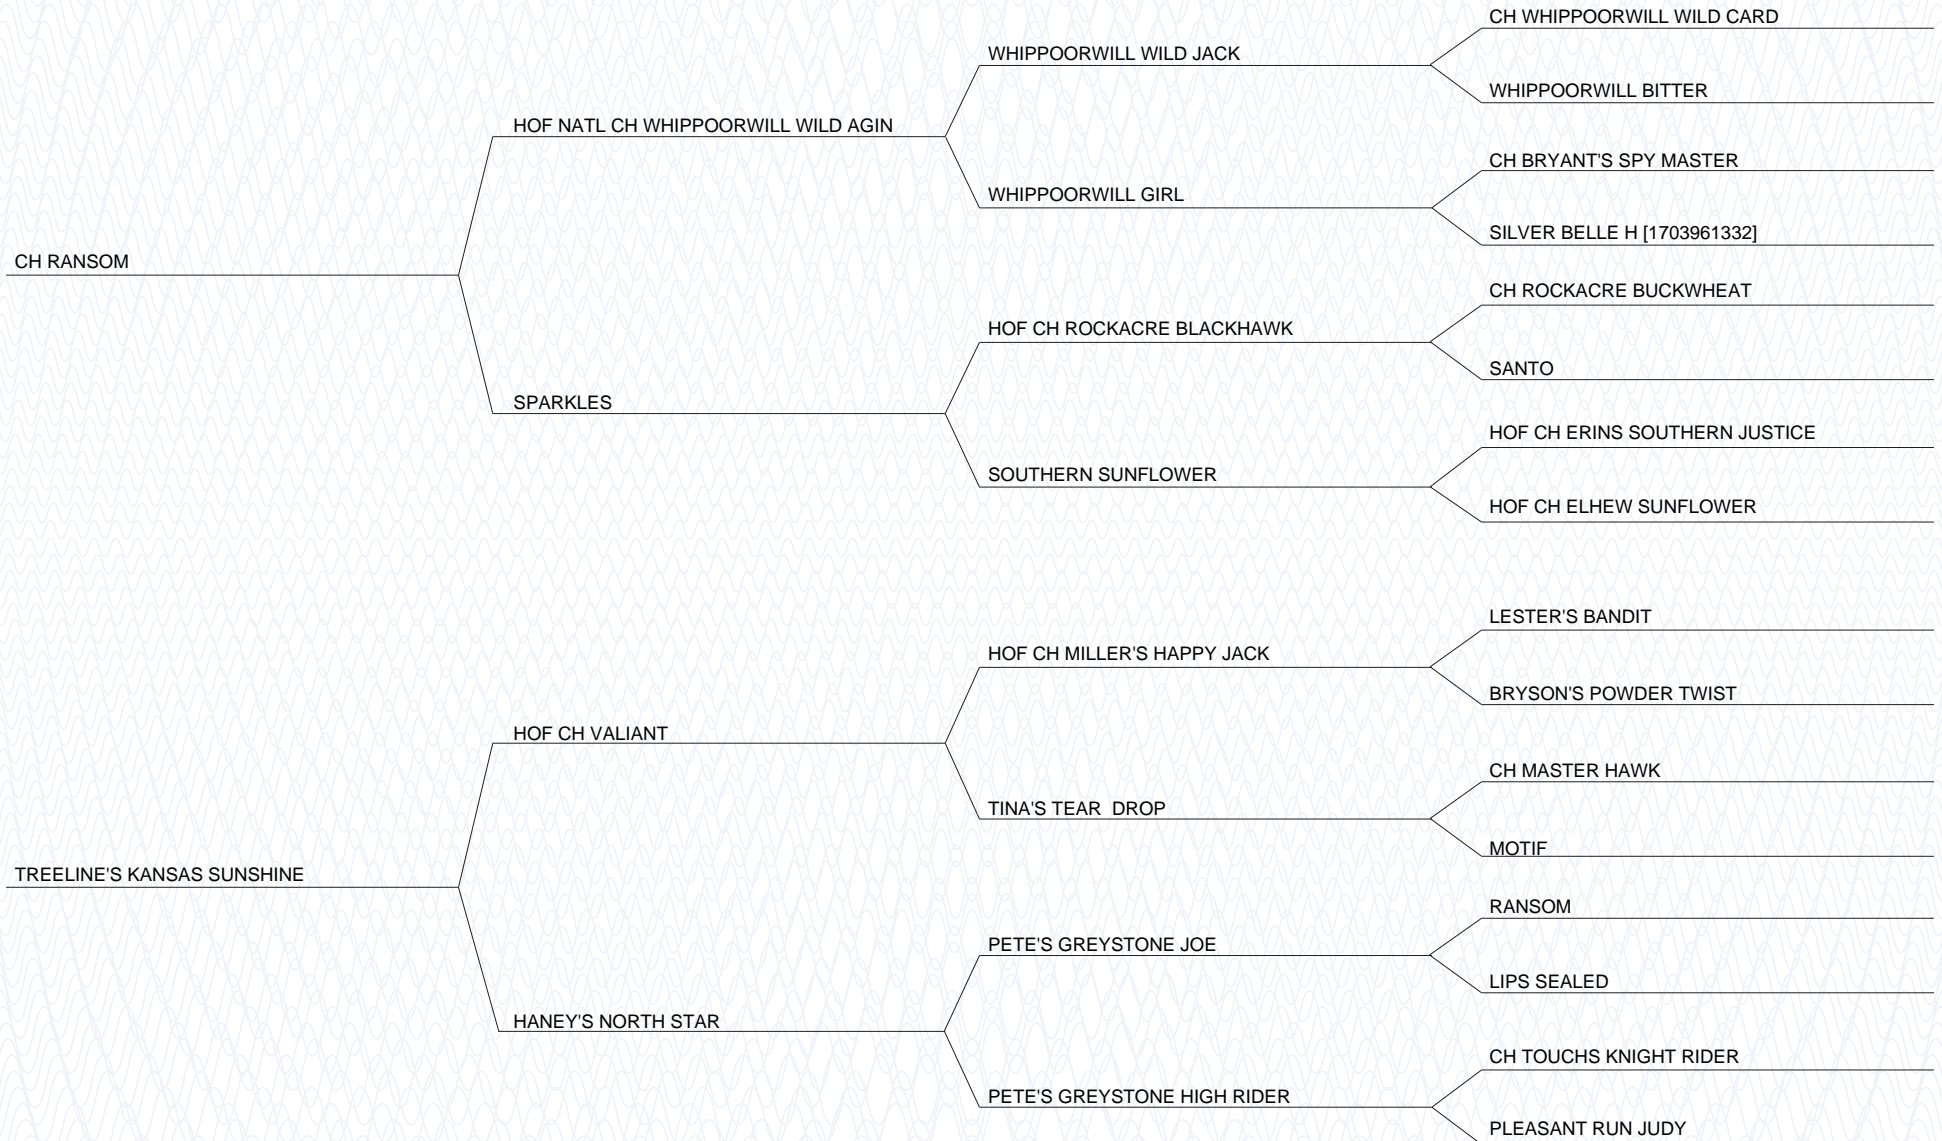 CH WHIPPOORWILL WILD CARD
WHIPPOORWILL WILD JACK
WHIPPOORWILL BITTER
HOF NATL CH WHIPPOORWILL WILD AGIN
CH BRYANT'S SPY MASTER
WHIPPOORWILL GIRL
SILVER BELLE H [1703961332]
CH RANSOM
CH ROCKACRE BUCKWHEAT
HOF CH ROCKACRE BLACKHAWK
SANTO
SPARKLES
HOF CH ERINS SOUTHERN JUSTICE
SOUTHERN SUNFLOWER
HOF CH ELHEW SUNFLOWER
LESTER'S BANDIT
HOF CH MILLER'S HAPPY JACK
BRYSON'S POWDER TWIST
HOF CH VALIANT
CH MASTER HAWK
TINA'S TEAR  DROP
MOTIF
TREELINE'S KANSAS SUNSHINE
RANSOM
PETE'S GREYSTONE JOE
LIPS SEALED
HANEY'S NORTH STAR
CH TOUCHS KNIGHT RIDER
PETE'S GREYSTONE HIGH RIDER
PLEASANT RUN JUDY